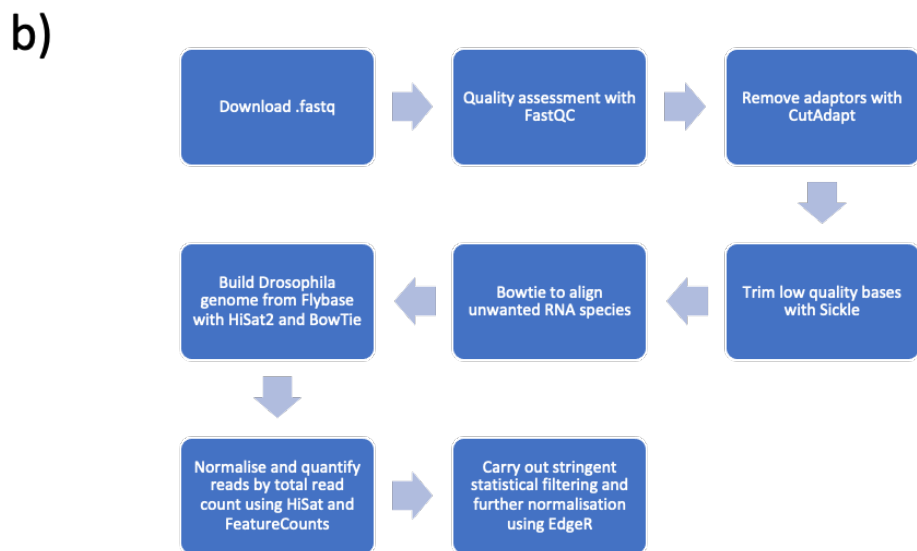 b)
Download .fastq
Quality assessment with
FastQC
Remove adaptors with
CutAdapt
Trim low quality bases
with Sickle
Bowtie to align
unwanted RNA species
Build Drosophila
genome from Flybase
with HiSat2 and BowTie
Normalise and quantify
reads by total read
count using HiSat and
FeatureCounts
Carry out stringent
statistical filtering and
further normalisation
using EdgeR